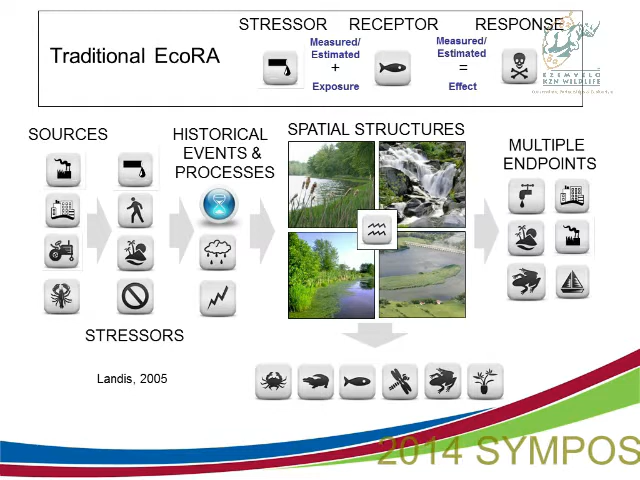 STRESSOR RECEPTOR RESPONSE
Traditional EcoRA
Measured/
Estimated
+
Exposure
Measured/
Estimated
=
Effect
EZEMVELO
KZN WILDLIFE
SOURCES
HISTORICAL
EVENTS &
PROCESSES
SPATIAL STRUCTURES
MULTIPLE
ENDPOINTS
STRESSORS
Landis, 2005
2014 SYMPOS